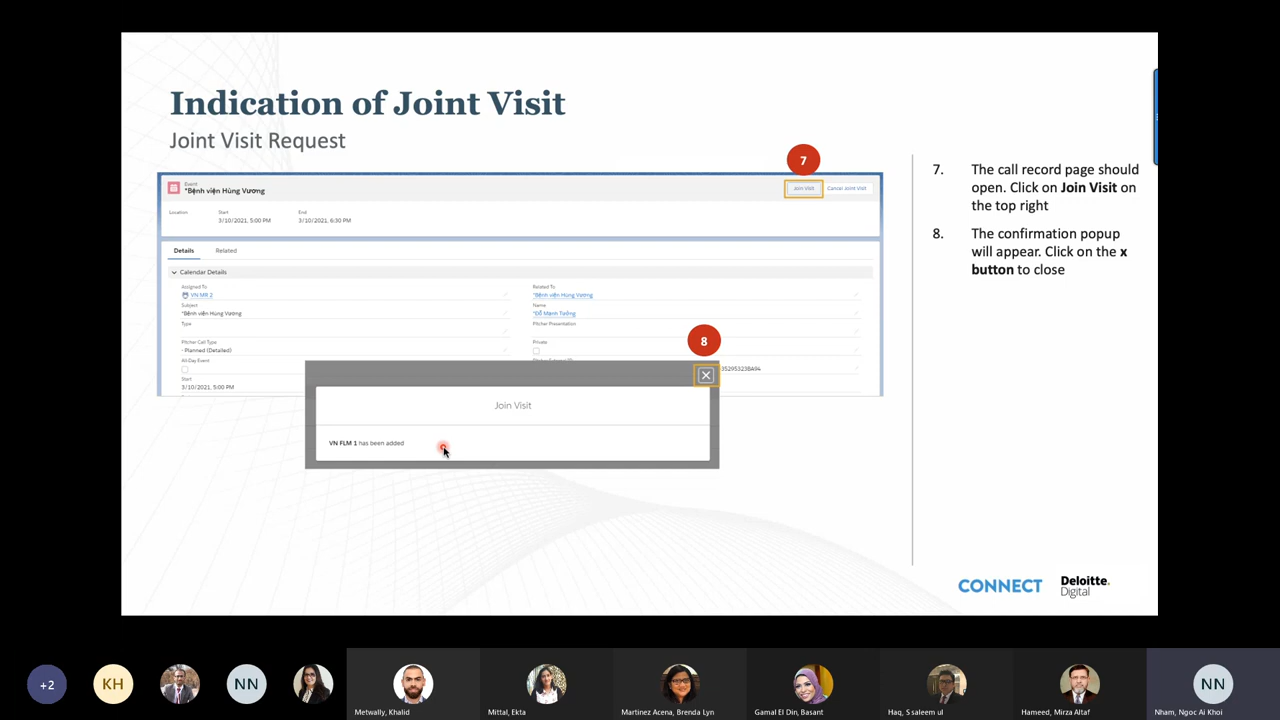 Indication of Joint Visit
Joint Visit Request
7
Event
*Bệnh viện Hùng Vương
Join Visit
Cancel Joint Visit
Location
Start
End
3/10/2021, 5:00 PM
3/10/2021, 6:30 PM
Details
Related
Calendar Details
Assigned To
VN MR 2
Related To
*Bệnh viện Hùng Vương
Subject
*Bệnh viện Hùng Vương
Name
*Đỗ Mạnh Tưởng
Type
Pitcher Presentation
Pitcher Call Type
- Planned (Detailed)
Private
All-Day Event
35295323BA94
Start
3/10/2021, 5:00 PM
8
Join Visit
VN FLM 1 has been added
7. The call record page should
open. Click on Join Visit on
the top right
8. The confirmation popup
will appear. Click on the x
button to close
CONNECT
Deloitte.
Digital
+2
KH
NN
Metwally, Khalid
Mittal, Ekta
Martinez Acena, Brenda Lyn
Gamal El Din, Basant
Haq, S saleem ul
Hameed, Mirza Altaf
NN
Nham, Ngoc Ai Khoi